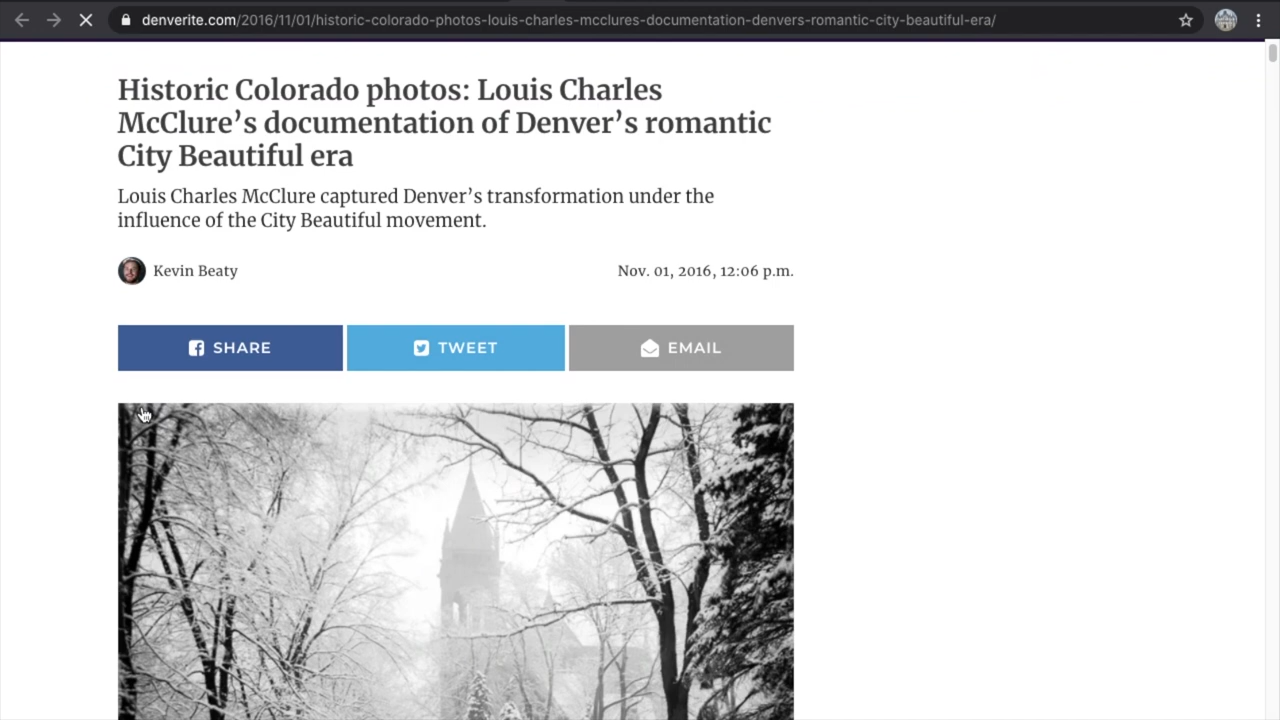 denverite.com/2016/11/01/historic-colorado-photos-louis-charles-mcclures-documentation-denvers-romantic-city-beautiful-era/
Historic Colorado photos: Louis Charles
McClure’s documentation of Denver’s romantic
City Beautiful era
Louis Charles McClure captured Denver’s transformation under the
influence of the City Beautiful movement.
Kevin Beaty
Nov. 01, 2016, 12:06 p.m.
SHARE
TWEET
EMAIL